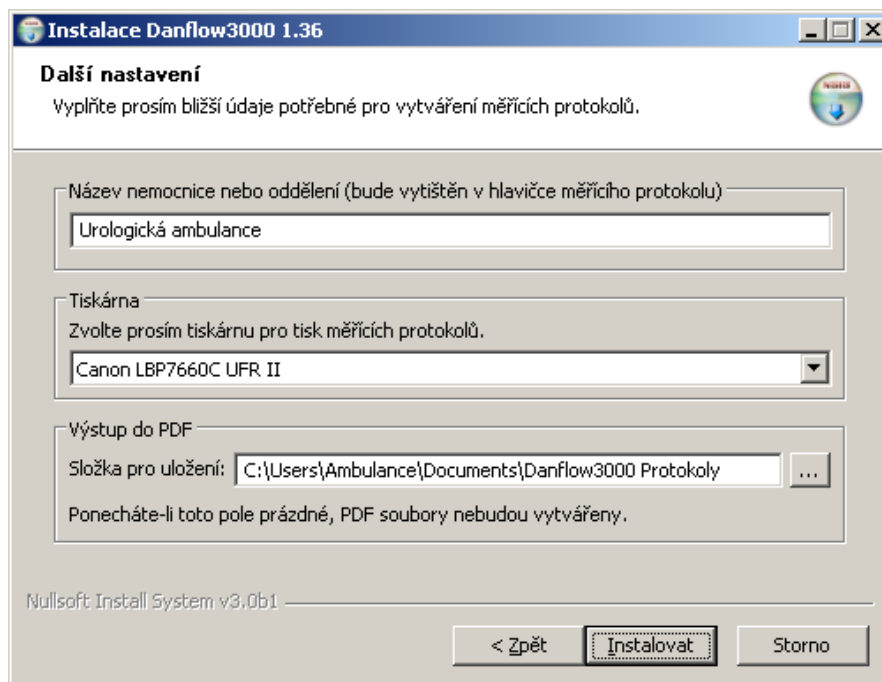 Instalace Danflow3000 1.36
Další nastavení
Vyplňte prosím bližší údaje potřebné pro vytváření měřících protokolů.
Název nemocnice nebo oddělení (bude vytištěn v hlavičce měřícího protokolu)
Urologická ambulance
Tiskárna
Zvolte prosím tiskárnu pro tisk měřících protokolů.
Canon LBP7660C UFR II
Výstup do PDF
Složka pro uložení: C:\Users\Ambulance\Documents\Danflow3000 Protokoly ...
Ponecháte-li toto pole prázdné, PDF soubory nebudou vytvářeny.
Nullsoft Install System v3.0b1
< Zpět Instalovat Storno